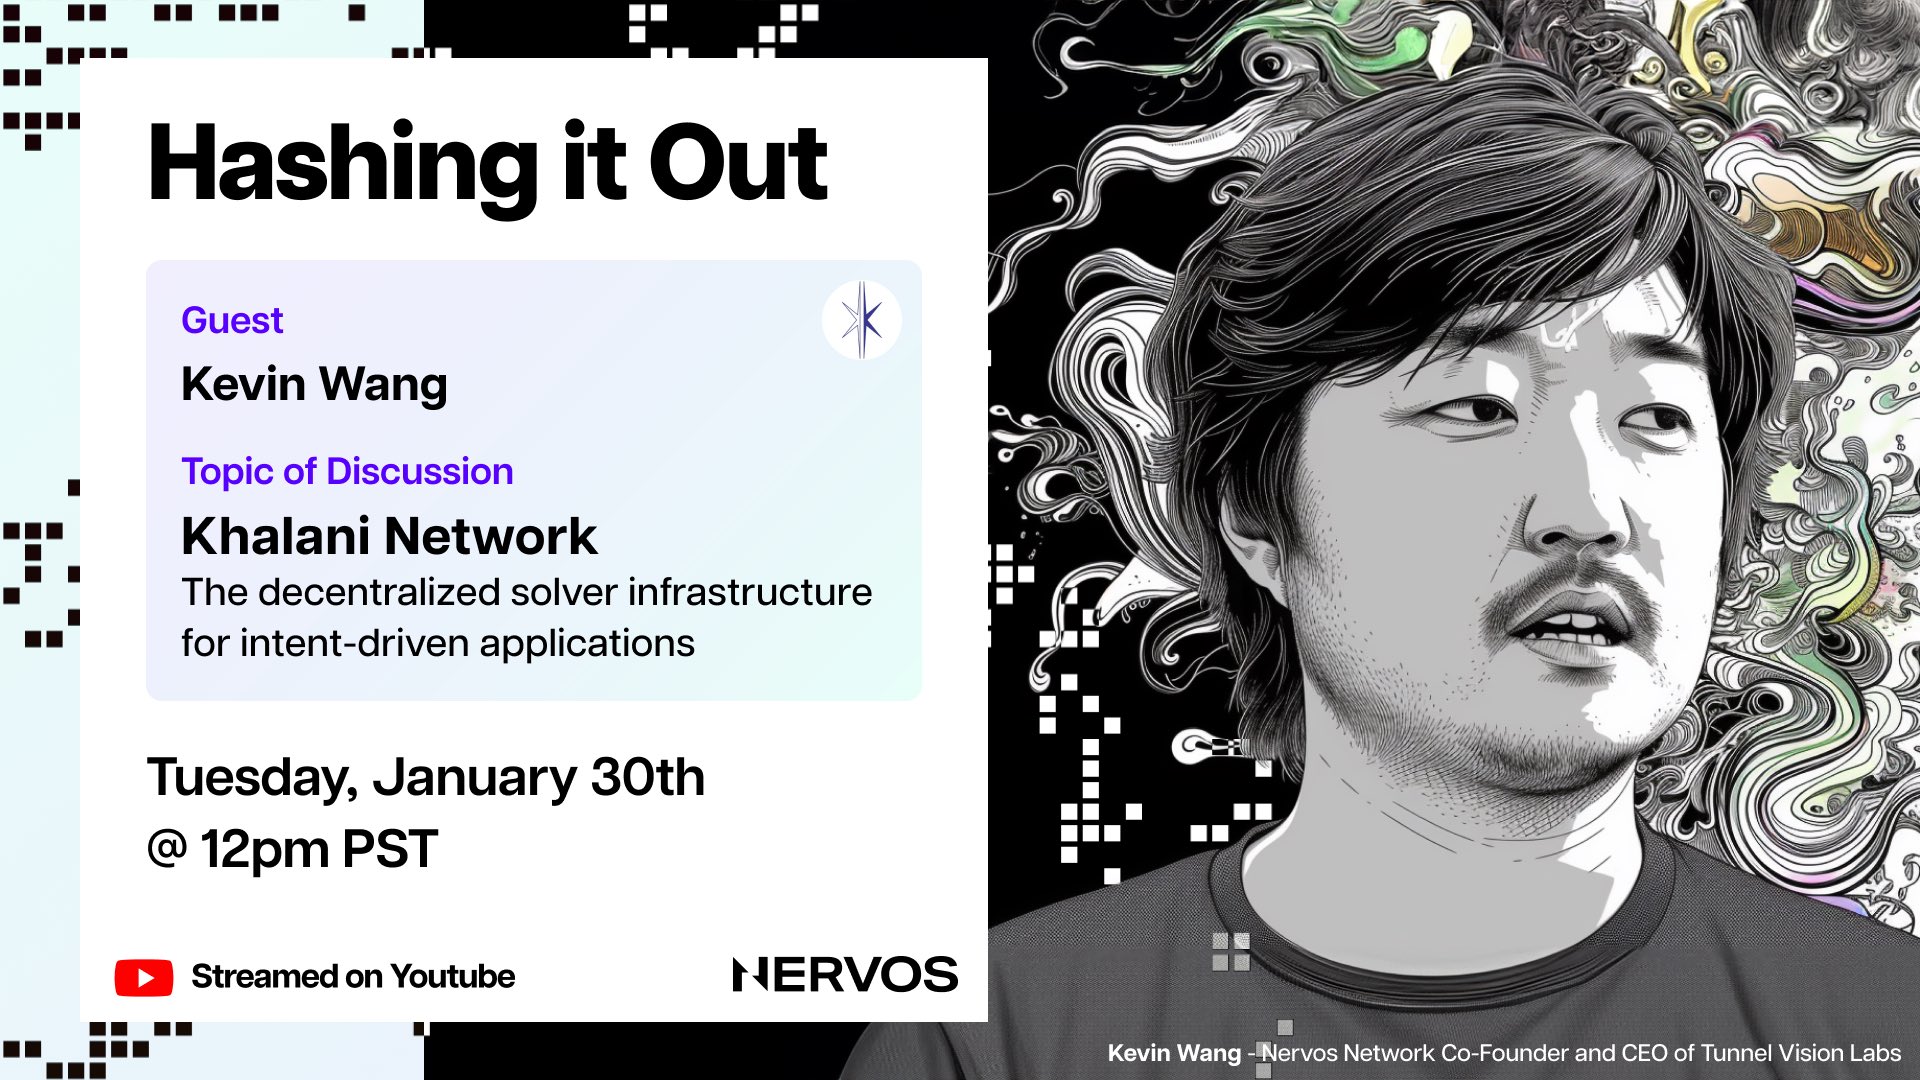 Hashing it Out
Guest
Kevin Wang
Topic of Discussion
Khalani Network
The decentralized solver infrastructure
for intent-driven applications
Tuesday, January 30th
@ 12pm PST
Streamed on Youtube
NERVOS
Kevin Wang - Nervos Network Co-Founder and CEO of Tunnel Vision Labs